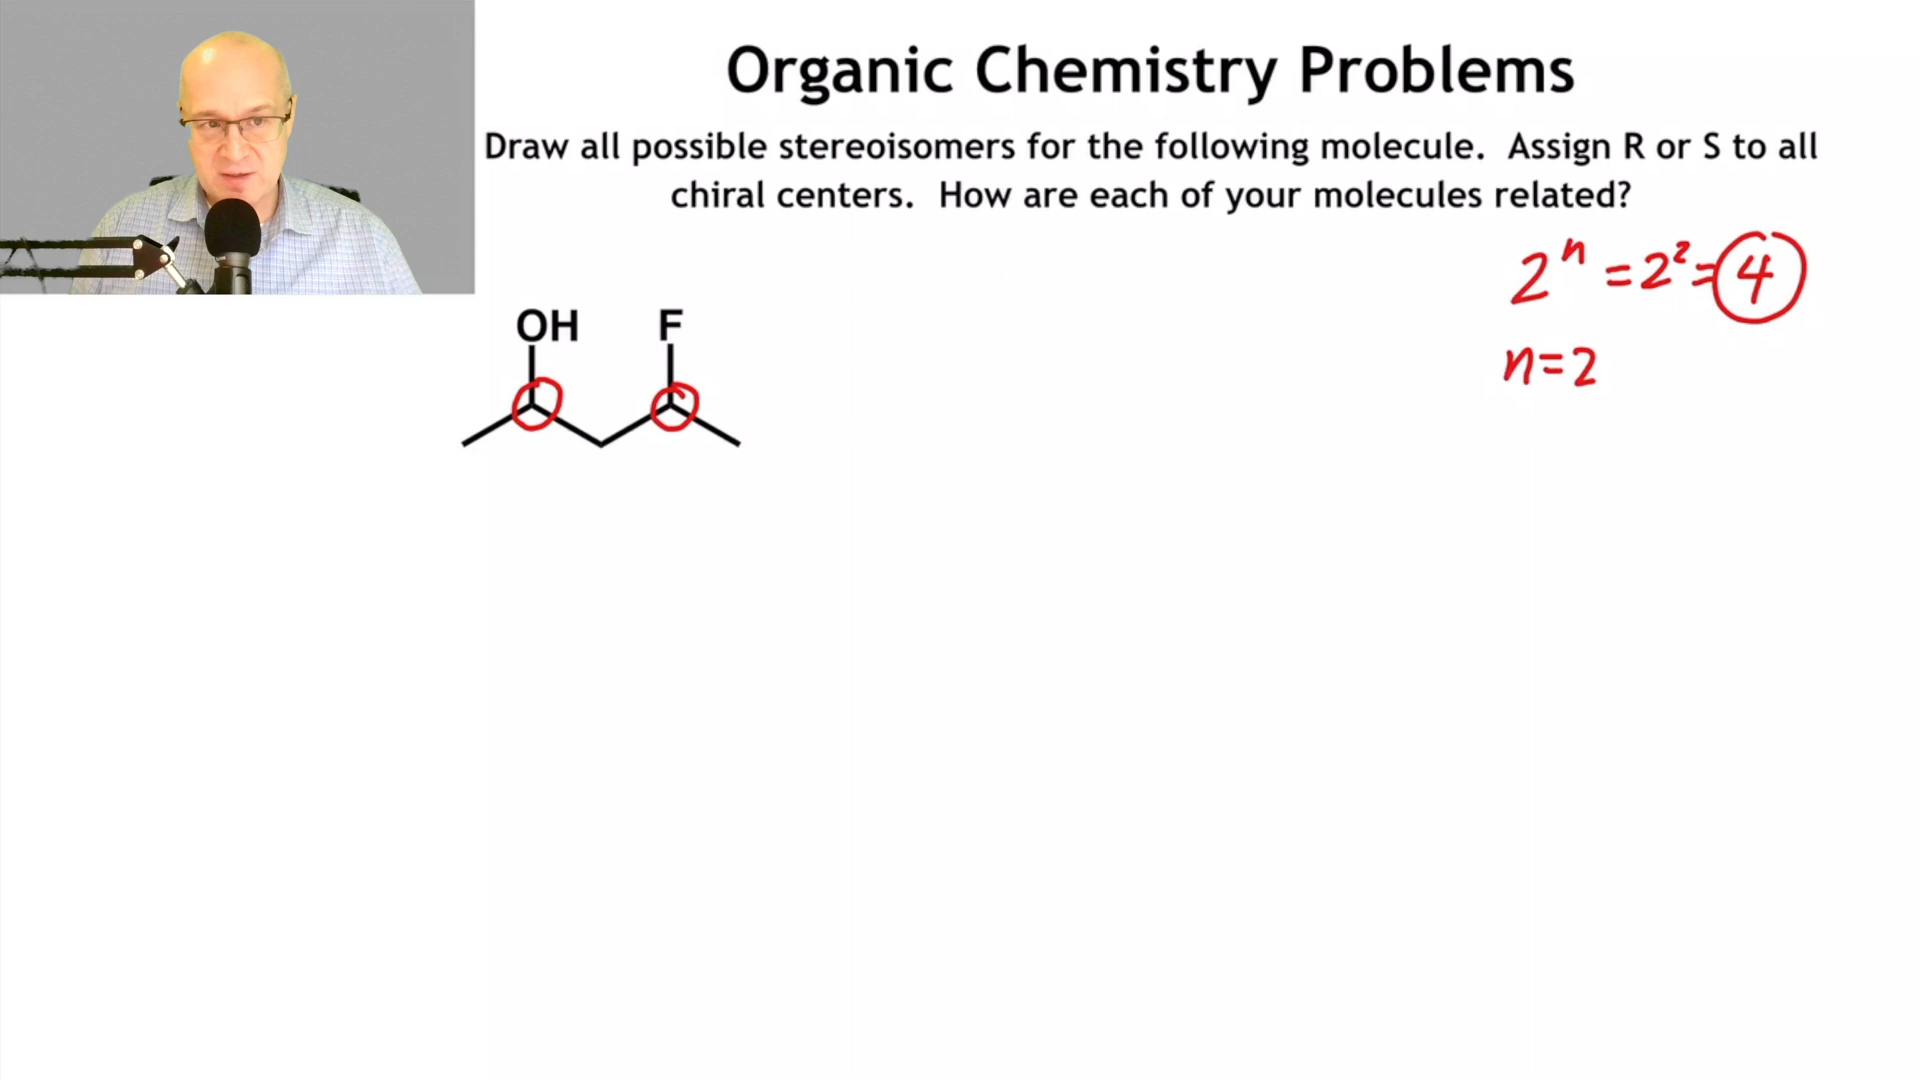 Organic Chemistry Problems
Draw all possible stereoisomers for the following molecule. Assign R or S to all
chiral centers. How are each of your molecules related?
2ⁿ = 2² = 4
n=2
OH F